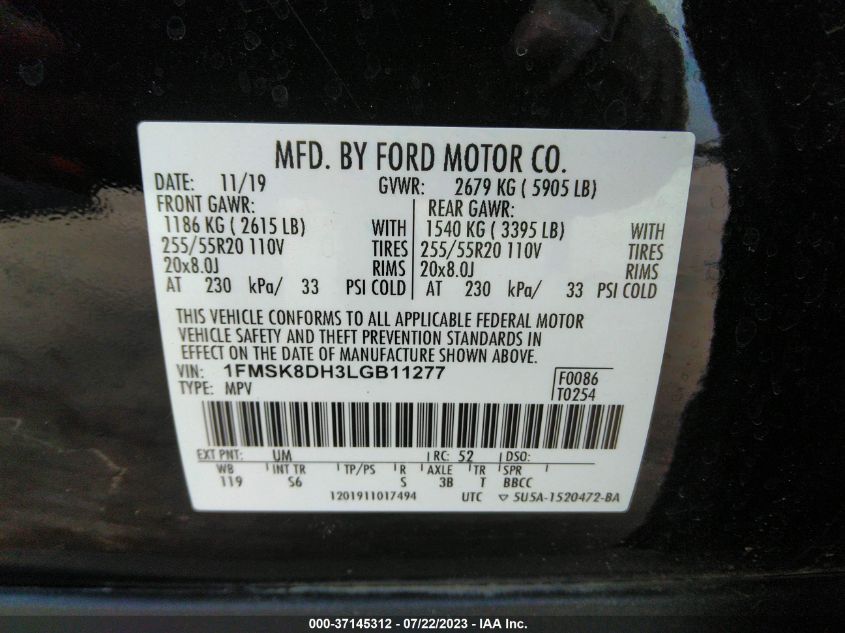 MFD. BY FORD MOTOR CO.
DATE: 11/19 GVWR: 2679 KG ( 5905 LB)
FRONT GAWR: REAR GAWR:
1186 KG ( 2615 LB) WITH 1540 KG ( 3395 LB) WITH
255/55R20 110V TIRES 255/55R20 110V TIRES
20x8.0J RIMS 20x8.0J RIMS
AT 230 kPa/ 33 PSI COLD AT 230 kPa/ 33 PSI COLD
THIS VEHICLE CONFORMS TO ALL APPLICABLE FEDERAL MOTOR
VEHICLE SAFETY AND THEFT PREVENTION STANDARDS IN
EFFECT ON THE DATE OF MANUFACTURE SHOWN ABOVE.
VIN: 1FMSK8DH3LGB11277 F0086
TYPE: MPV T0254
EXT PNT: UM RC: 52 DSO:
WB INT TR TP/PS R AXLE TR SPR
119 S6 S 3B T BBCC
1201911017494 UTC ▽ 5U5A-1520472-BA
000-37145312 - 07/22/2023 - IAA Inc.